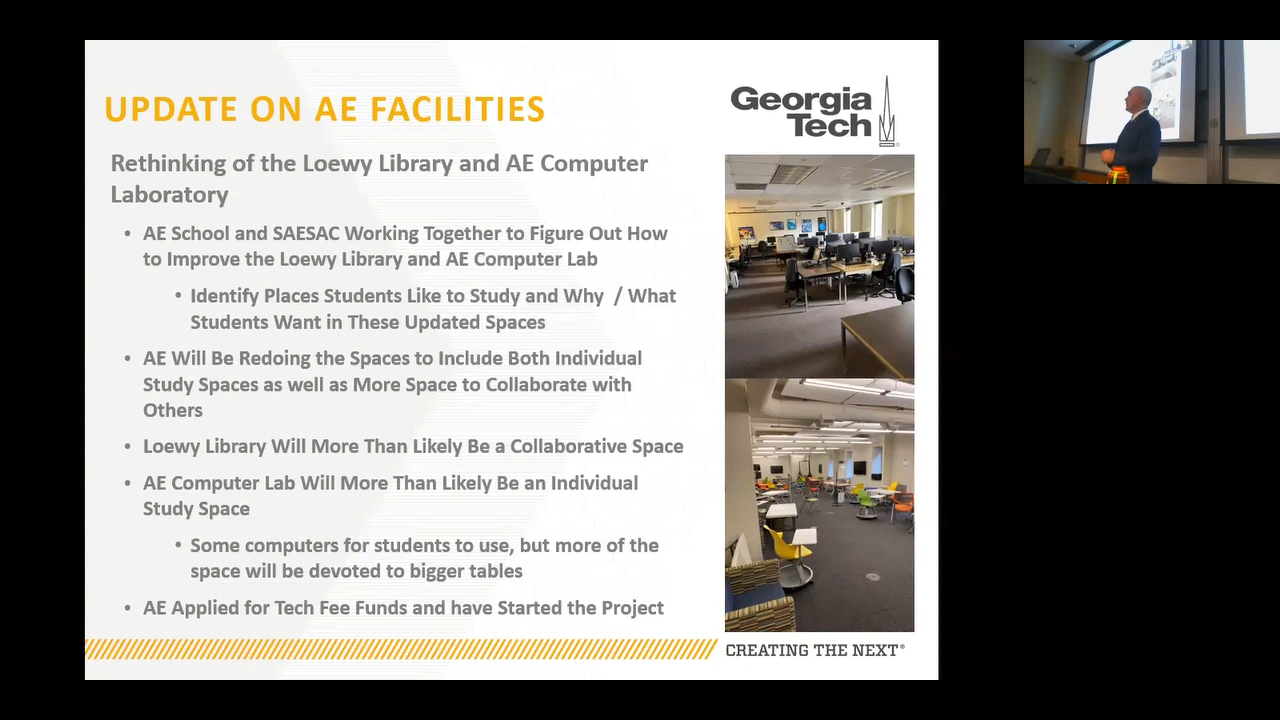 UPDATE ON AE FACILITIES
Georgia
Tech
Rethinking of the Loewy Library and AE Computer
Laboratory
• AE School and SAESAC Working Together to Figure Out How
to Improve the Loewy Library and AE Computer Lab
• Identify Places Students Like to Study and Why / What
Students Want in These Updated Spaces
• AE Will Be Redoing the Spaces to Include Both Individual
Study Spaces as well as More Space to Collaborate with
Others
• Loewy Library Will More Than Likely Be a Collaborative Space
• AE Computer Lab Will More Than Likely Be an Individual
Study Space
• Some computers for students to use, but more of the
space will be devoted to bigger tables
• AE Applied for Tech Fee Funds and have Started the Project
CREATING THE NEXT®